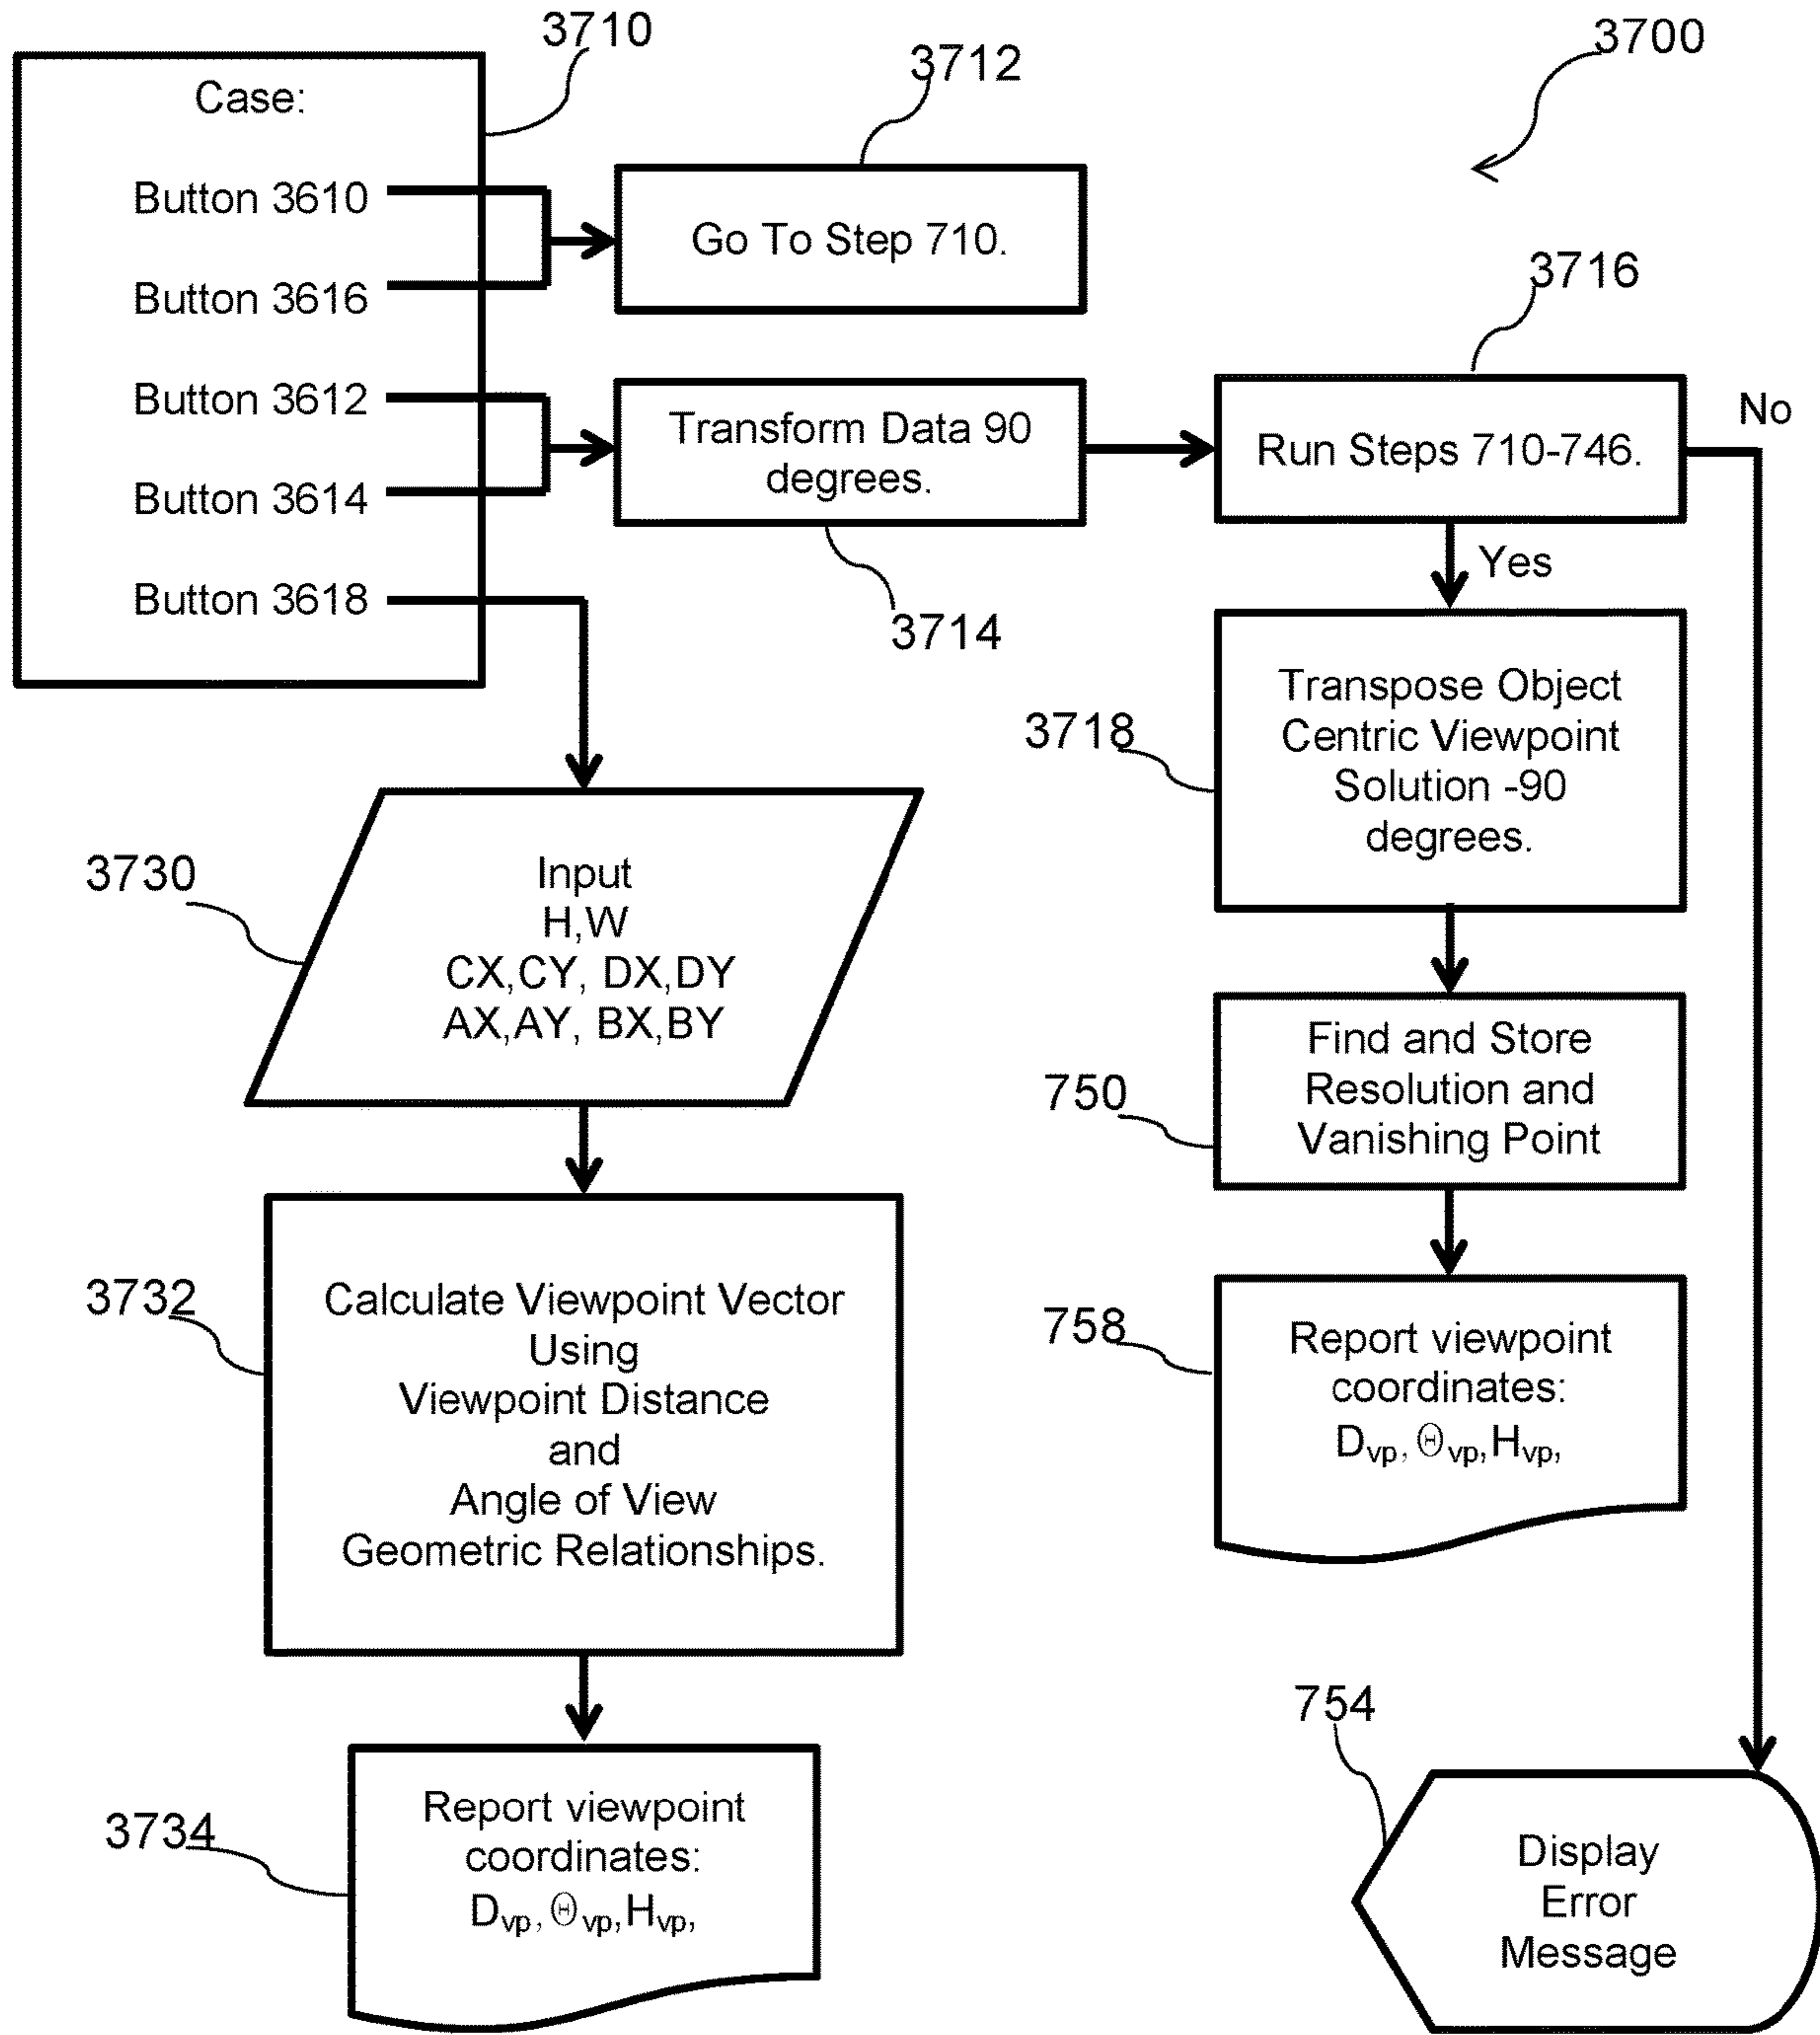 3710
3712
3700
Case:
Button 3610
Go To Step 710.
Button 3616
3716
Button 3612
Transform Data 90
degrees.
Run Steps 710-746.
No
Button 3614
Yes
Button 3618
3714
Transpose Object
Centric Viewpoint
Solution -90
degrees.
3718
3730
Input
H,W
CX,CY, DX,DY
AX,AY, BX,BY
Find and Store
Resolution and
Vanishing Point
750
3732
Calculate Viewpoint Vector
Using
Viewpoint Distance
and
Angle of View
Geometric Relationships.
758
Report viewpoint
coordinates:
Dvp, Θvp,Hvp,
754
3734
Report viewpoint
coordinates:
Dvp, Θvp,Hvp,
Display
Error
Message